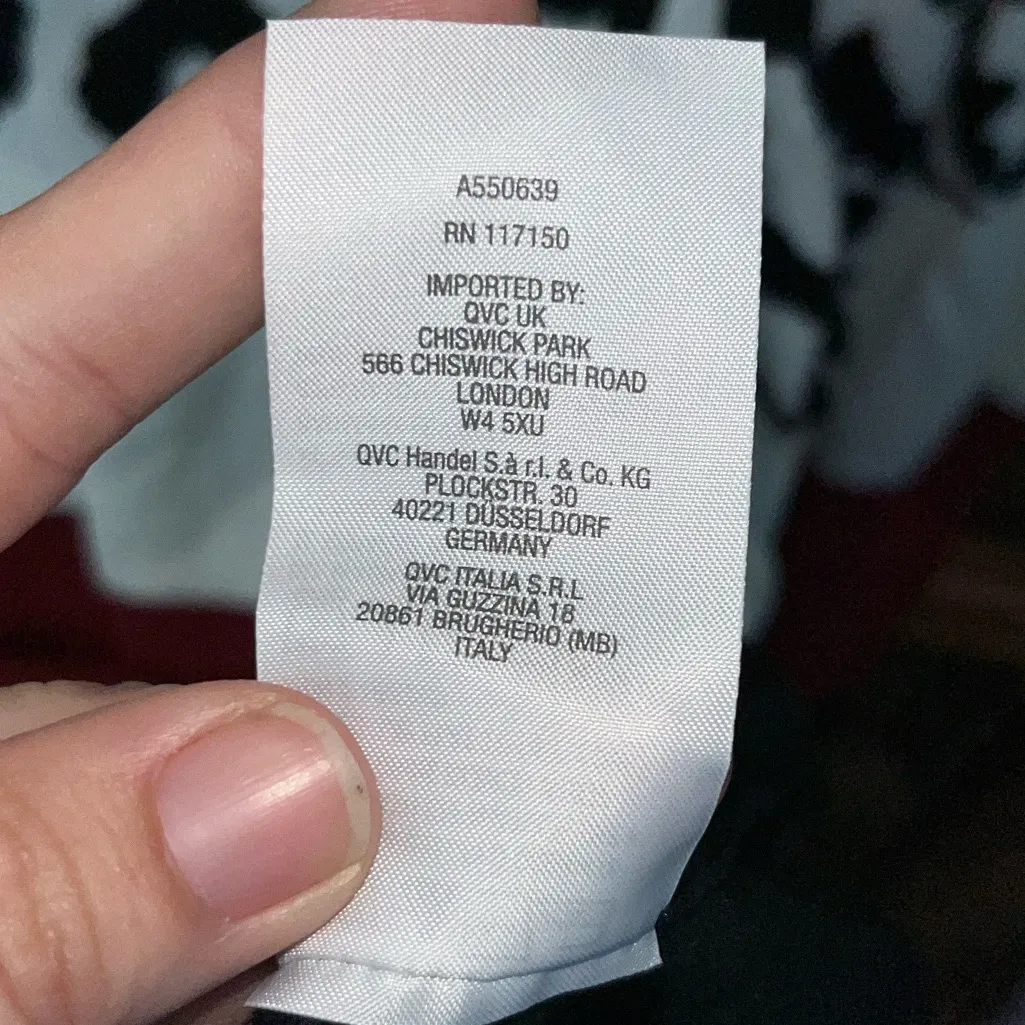 A550639
RN 117150
IMPORTED BY:
QVC UK
CHISWICK PARK
566 CHISWICK HIGH ROAD
LONDON
W4 5XU
QVC Handel S.à r.l. & Co. KG
PLOCKSTR. 30
40221 DÜSSELDORF
GERMANY
QVC ITALIA S.R.L
VIA GUZZINA 18
20861 BRUGHERIO (MB)
ITALY